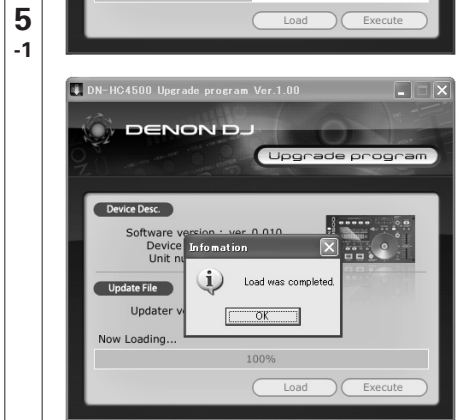 5
-1
Load Execute
DN-HC4500 Upgrade program Ver.1.00
DENON DJ
Upgrade program
Device Desc.
Software version : ver 0.010
Device
Unit nu
Infomation
Load was completed.
OK
Update File
Updater v
Now Loading...
100%
Load Execute